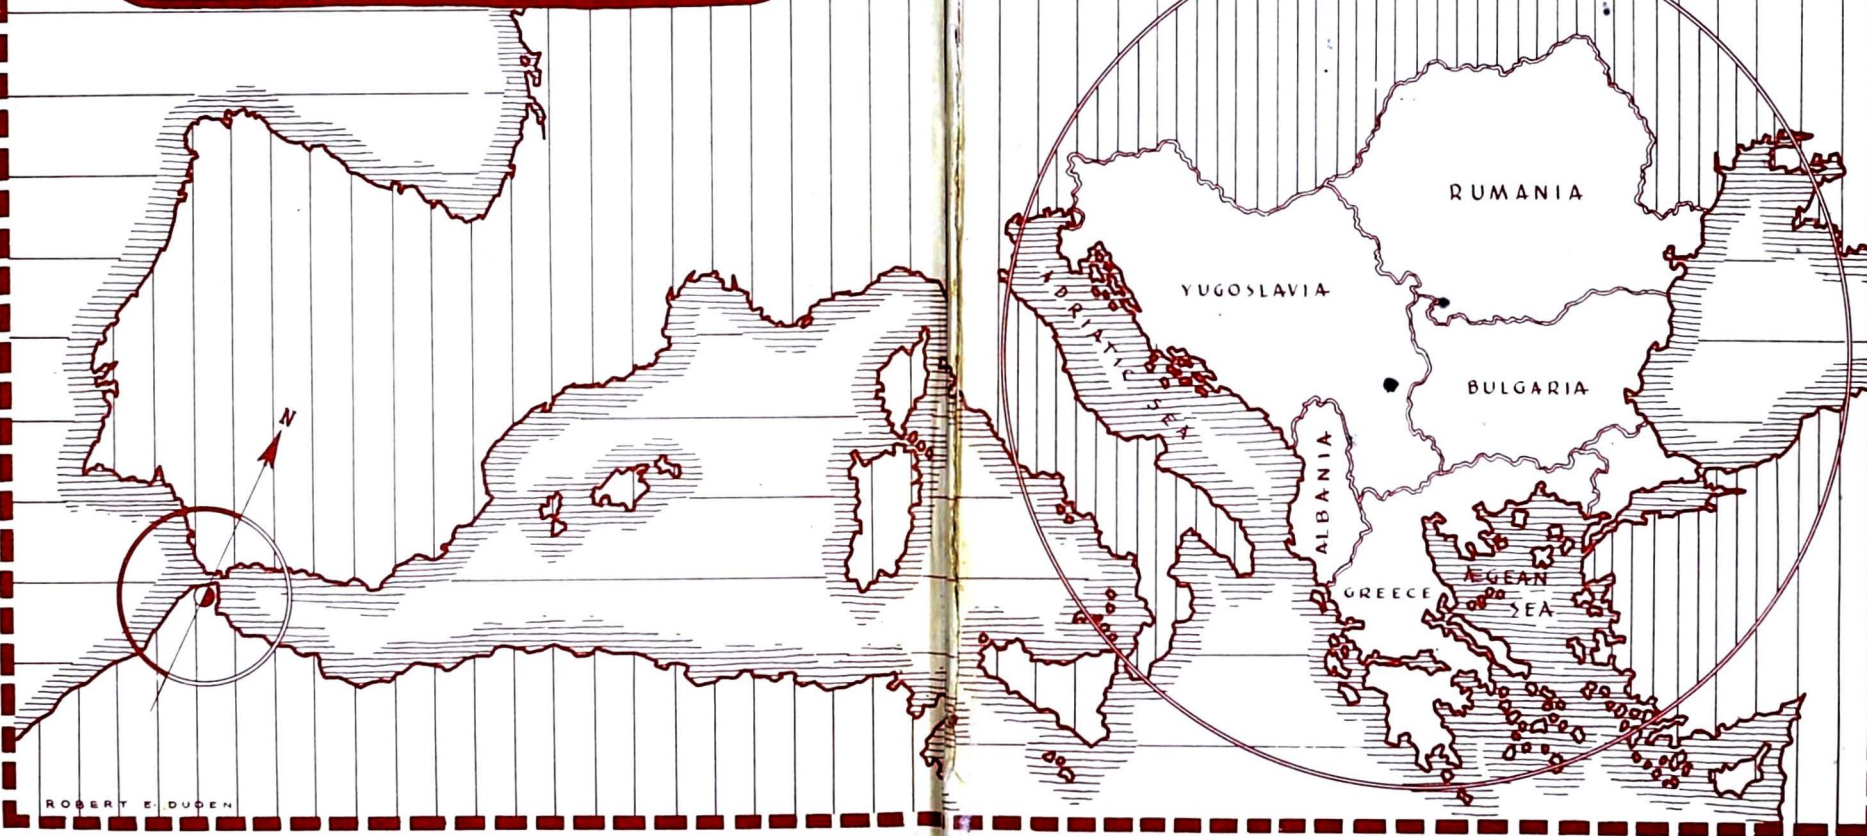 RUMANIA
YUGOSLAVIA
ADRIATIC SEA
BULGARIA
N
ALBANIA
GREECE
ÆGEAN
SEA
ROBERT E. DUDEN